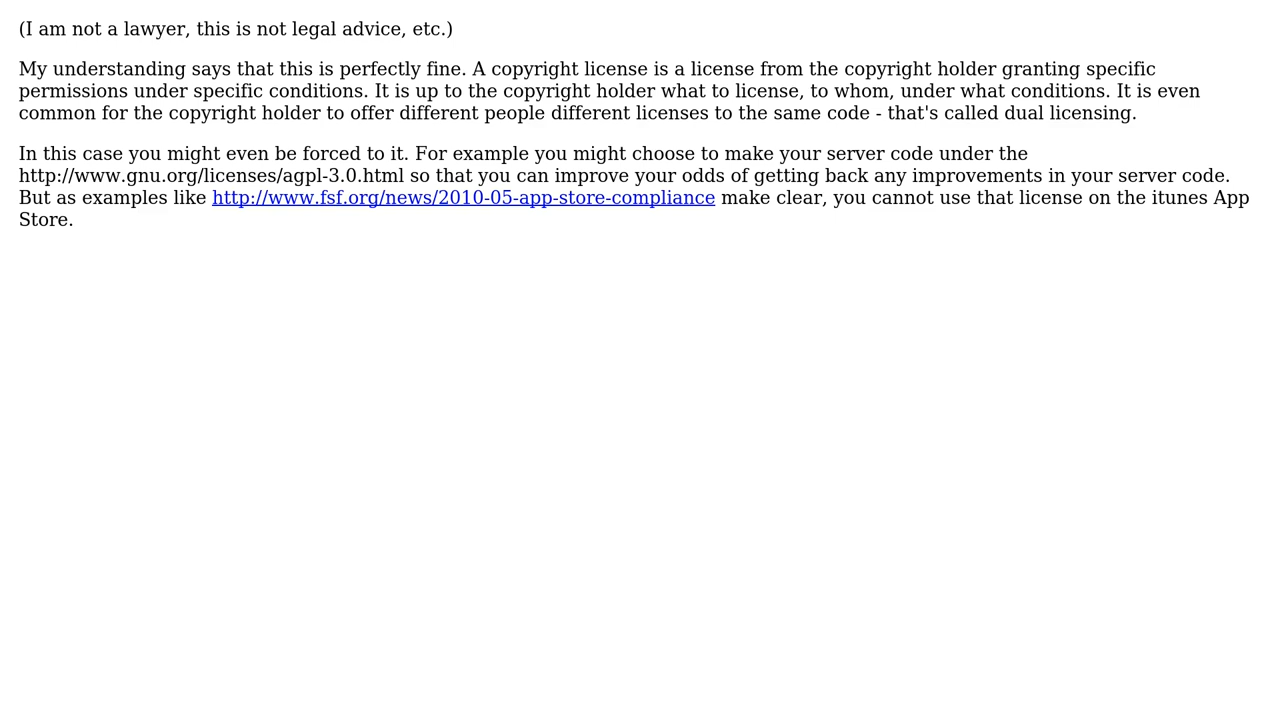 (I am not a lawyer, this is not legal advice, etc.)
My understanding says that this is perfectly fine. A copyright license is a license from the copyright holder granting specific
permissions under specific conditions. It is up to the copyright holder what to license, to whom, under what conditions. It is even
common for the copyright holder to offer different people different licenses to the same code - that's called dual licensing.
In this case you might even be forced to it. For example you might choose to make your server code under the
http://www.gnu.org/licenses/agpl-3.0.html so that you can improve your odds of getting back any improvements in your server code.
But as examples like http://www.fsf.org/news/2010-05-app-store-compliance make clear, you cannot use that license on the itunes App
Store.